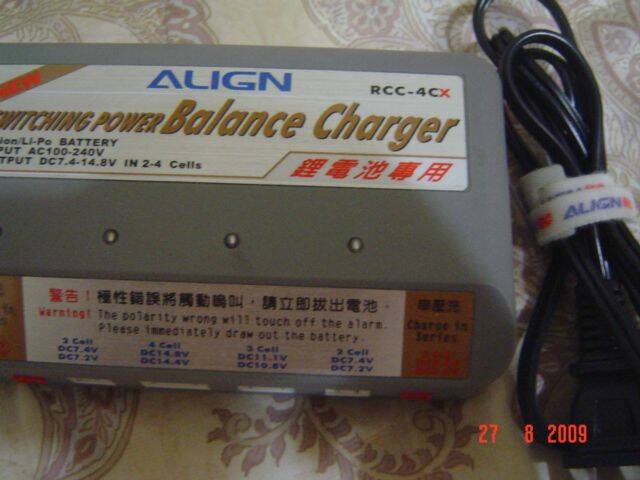 NEW
ALIGN
RCC-4CX
SWITCHING POWER Balance Charger
ion/Li-Po BATTERY
PUT AC100-240V
TPUT DC7.4-14.8V IN 2-4 Cells
鋰電池專用
ALIGN
警告！極性錯誤將觸動鳴叫，請立即拔出電池。
Warning! The polarity wrong will touch off the alarm.
Please immediately draw out the battery.
串壓充
Charge in
Series
2 Cell 4 Cell 3 Cell 2 Cell
DC7.4V DC14.8V DC11.1V DC7.4V
DC7.2V DC14.4V DC10.8V DC7.2V
27 8 2009